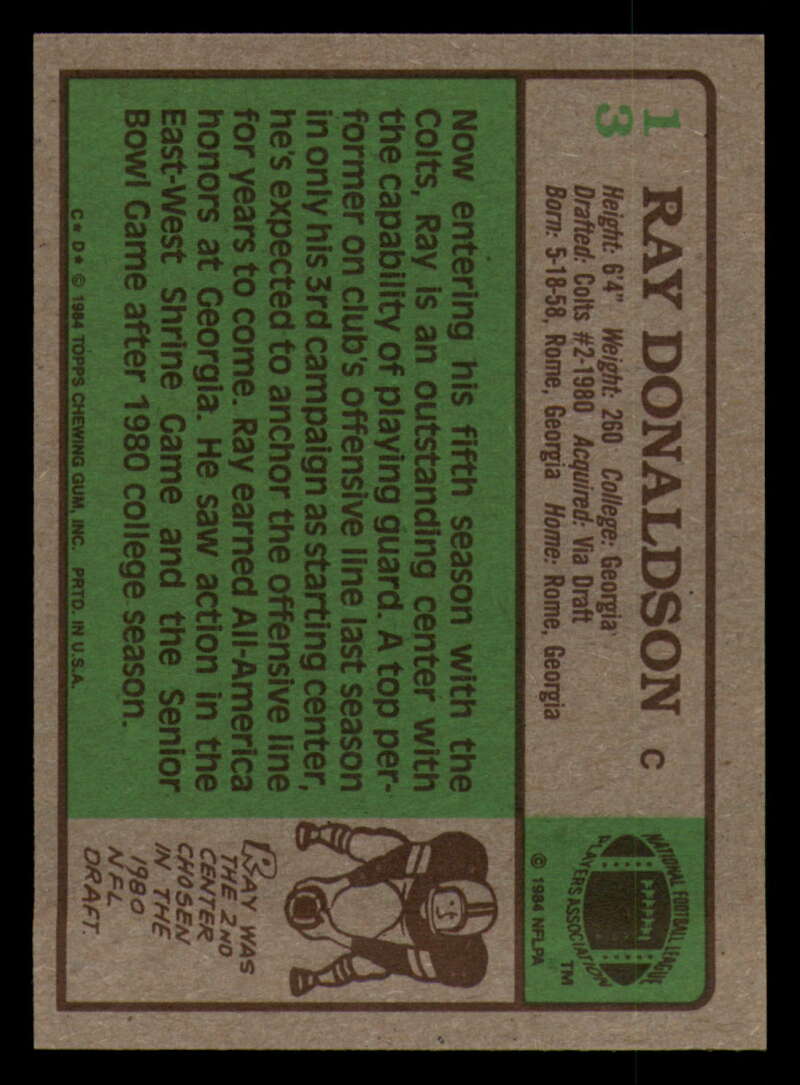 13
RAY DONALDSON C
Height: 6'4" Weight: 260 College: Georgia
Drafted: Colts #2-1980 Acquired: Via Draft
Born: 5-18-58, Rome, Georgia Home: Rome, Georgia
NATIONAL FOOTBALL LEAGUE
PLAYERS ASSOCIATION
TM
© 1984 NFLPA
Now entering his fifth season with the
Colts, Ray is an outstanding center with
the capability of playing guard. A top per-
former on club's offensive line last season
in only his 3rd campaign as starting center,
he's expected to anchor the offensive line
for years to come. Ray earned All-America
honors at Georgia. He saw action in the
East-West Shrine Game and the Senior
Bowl Game after 1980 college season.
C* D* © 1984 TOPPS CHEWING GUM, INC. PRTD. IN U.S.A.
RAY WAS
THE 2ND
CENTER
CHOSEN
IN THE
1980
NFL
DRAFT.